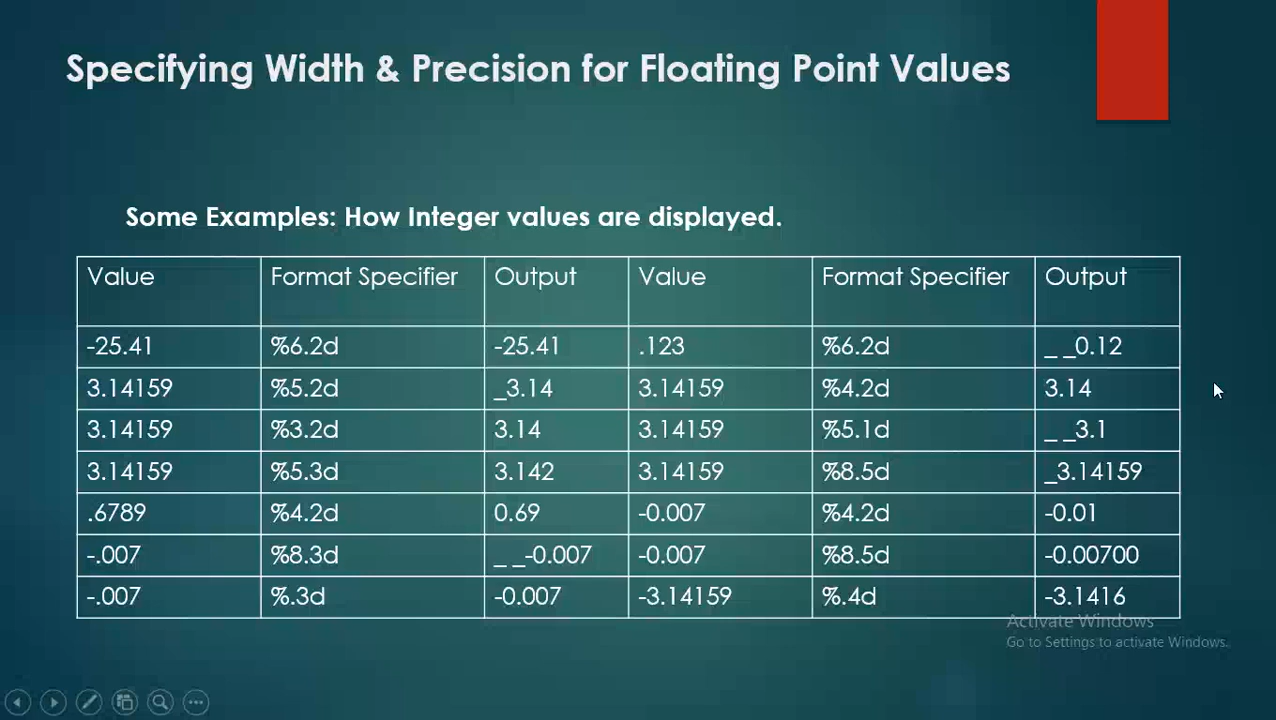 Specifying Width & Precision for Floating Point Values
Some Examples: How Integer values are displayed.
Value Format Specifier Output Value Format Specifier Output
-25.41 %6.2d -25.41 .123 %6.2d _ _0.12
3.14159 %5.2d _3.14 3.14159 %4.2d 3.14
3.14159 %3.2d 3.14 3.14159 %5.1d _ _3.1
3.14159 %5.3d 3.142 3.14159 %8.5d _3.14159
.6789 %4.2d 0.69 -0.007 %4.2d -0.01
-.007 %8.3d _ _-0.007 -0.007 %8.5d -0.00700
-.007 %.3d -0.007 -3.14159 %.4d -3.1416
Activate Windows
Go to Settings to activate Windows.